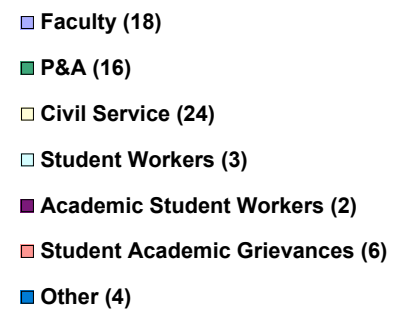 Faculty (18)
P&A (16)
Civil Service (24)
Student Workers (3)
Academic Student Workers (2)
Student Academic Grievances (6)
Other (4)